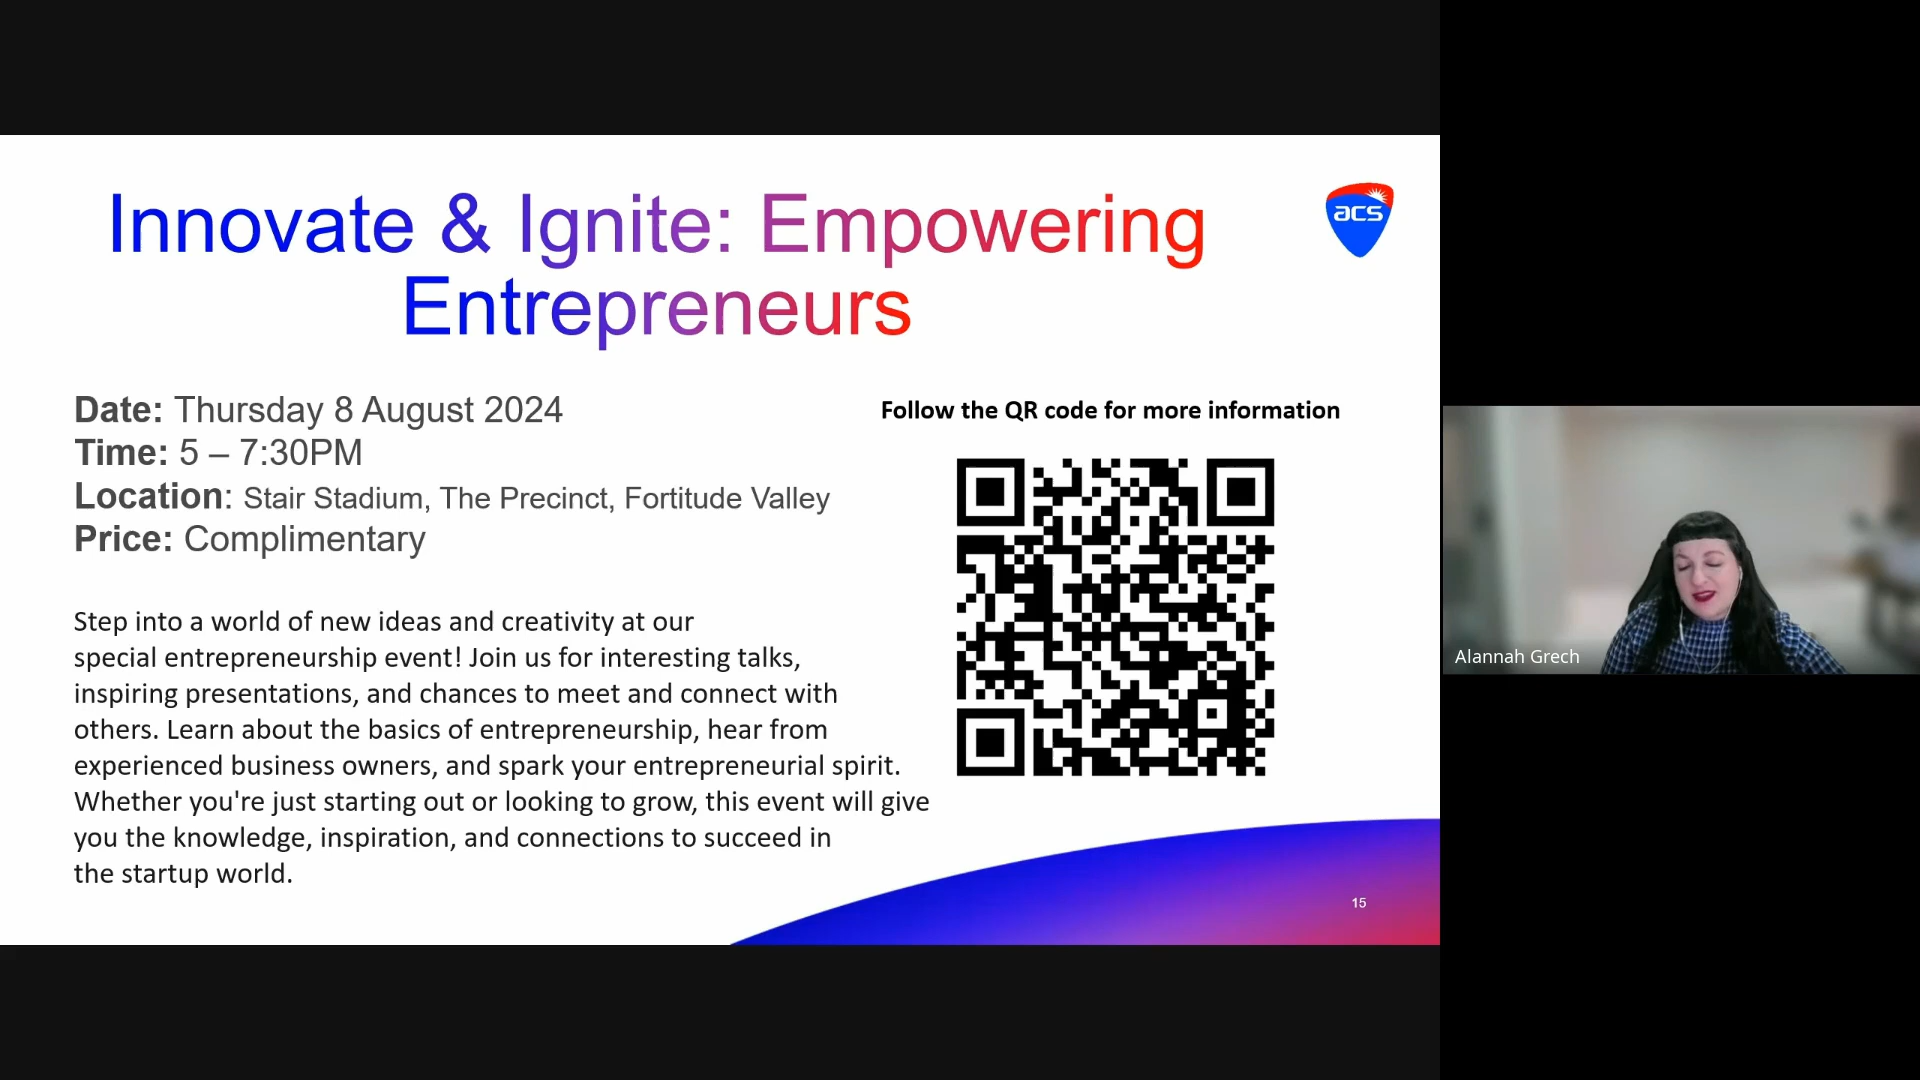 Innovate & Ignite: Empowering
Entrepreneurs
acs
Date: Thursday 8 August 2024
Time: 5 – 7:30PM
Location: Stair Stadium, The Precinct, Fortitude Valley
Price: Complimentary
Follow the QR code for more information
Step into a world of new ideas and creativity at our
special entrepreneurship event! Join us for interesting talks,
inspiring presentations, and chances to meet and connect with
others. Learn about the basics of entrepreneurship, hear from
experienced business owners, and spark your entrepreneurial spirit.
Whether you're just starting out or looking to grow, this event will give
you the knowledge, inspiration, and connections to succeed in
the startup world.
15
Alannah Grech